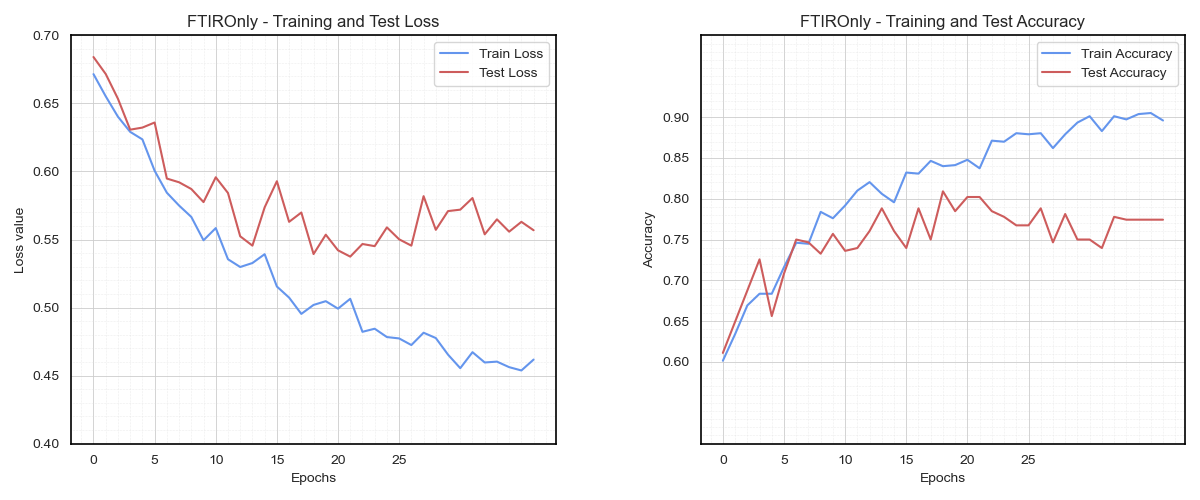 FTIROnly - Training and Test Loss
Train Loss
Test Loss
Loss value
0.70
0.65
0.60
0.55
0.50
0.45
0.40
0
5
10
15
20
25
Epochs
FTIROnly - Training and Test Accuracy
Train Accuracy
Test Accuracy
Accuracy
0.90
0.85
0.80
0.75
0.70
0.65
0.60
0
5
10
15
20
25
Epochs